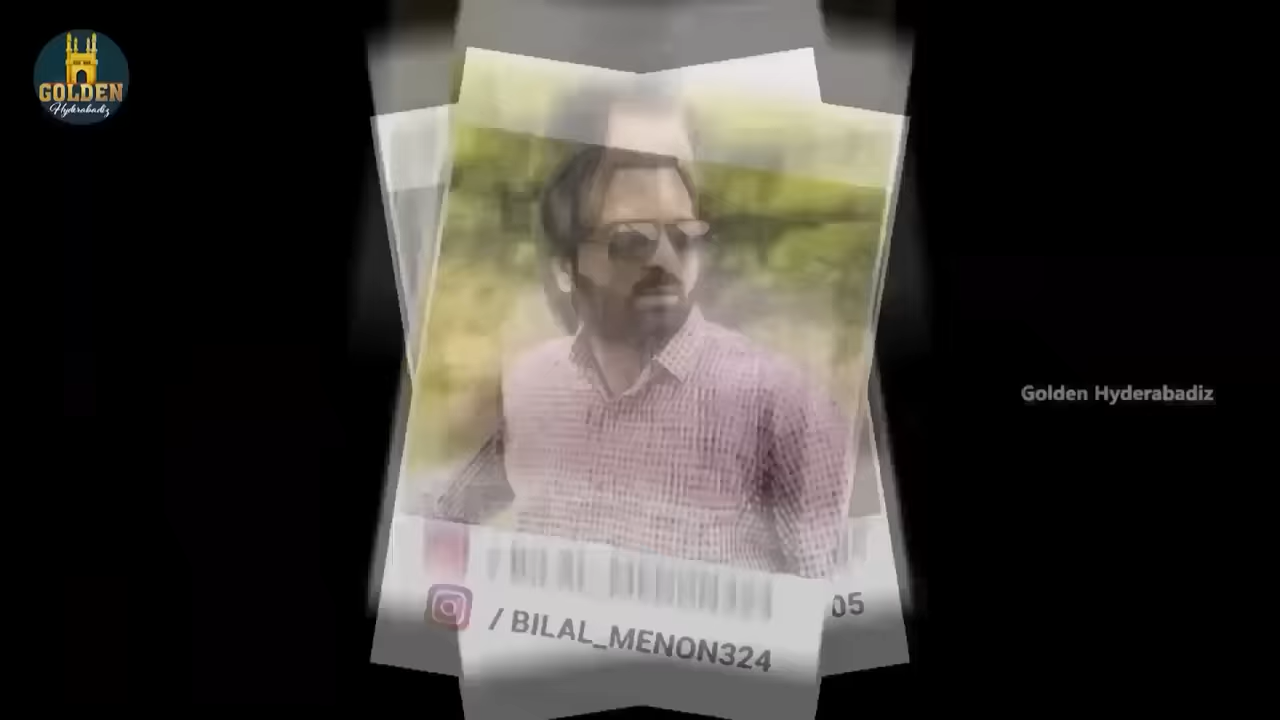 GOLDEN
Hyderabadiz
Golden Hyderabadiz
05
/ BILAL_MENON324